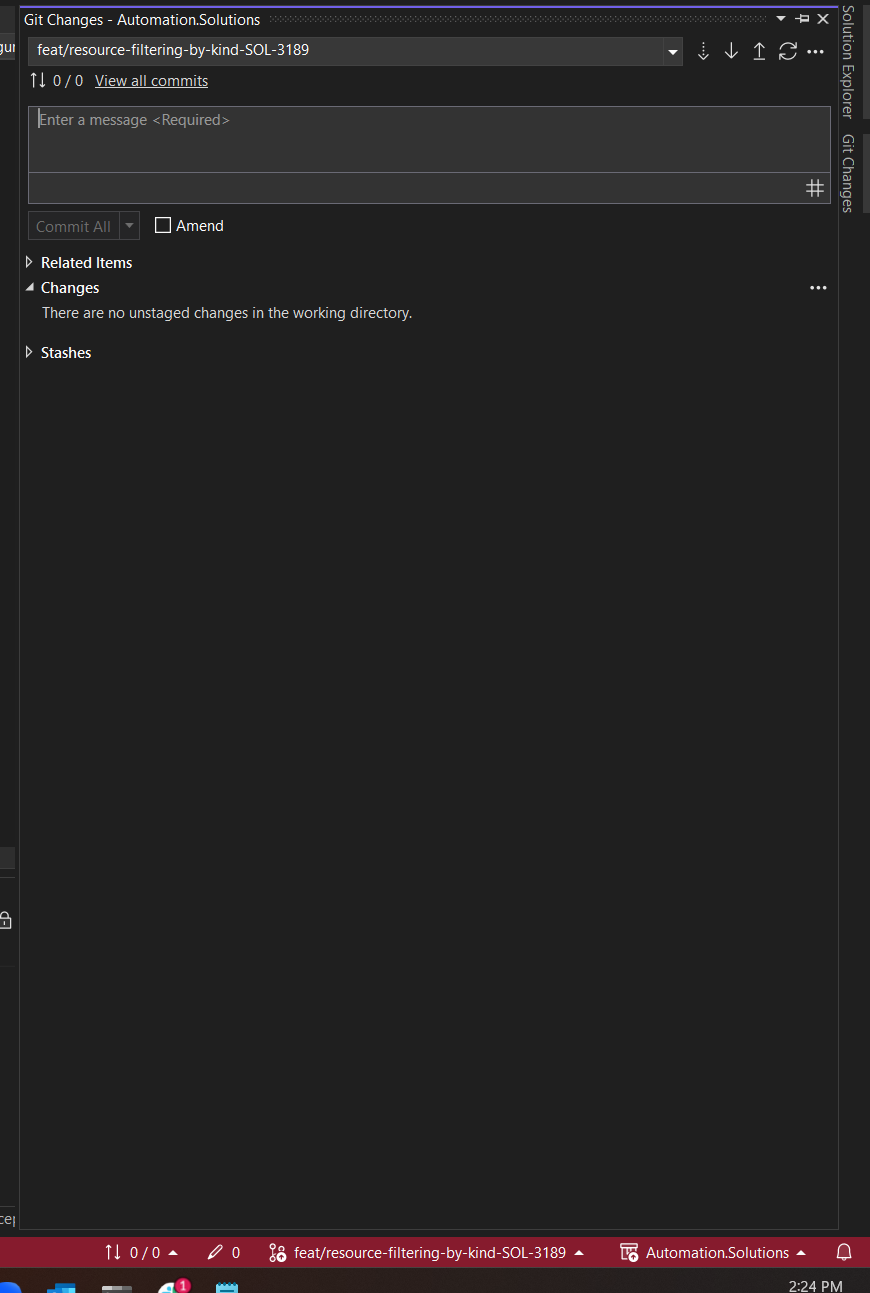 Git Changes - Automation.Solutions
feat/resource-filtering-by-kind-SOL-3189
0 / 0 View all commits
Enter a message <Required>
Commit All
Amend
Related Items
Changes
There are no unstaged changes in the working directory.
Stashes
Solution Explorer
Git Changes
0 / 0
0
feat/resource-filtering-by-kind-SOL-3189
Automation.Solutions
1
2:24 PM